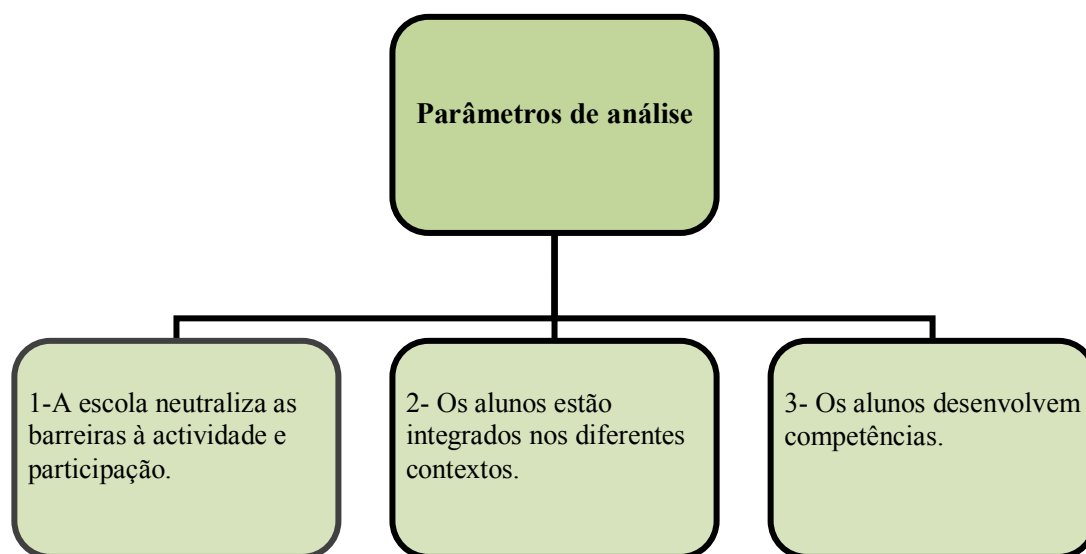 Parâmetros de análise
1-A escola neutraliza as
barreiras à actividade e
participação.
2- Os alunos estão
integrados nos diferentes
contextos.
3- Os alunos desenvolvem
competências.